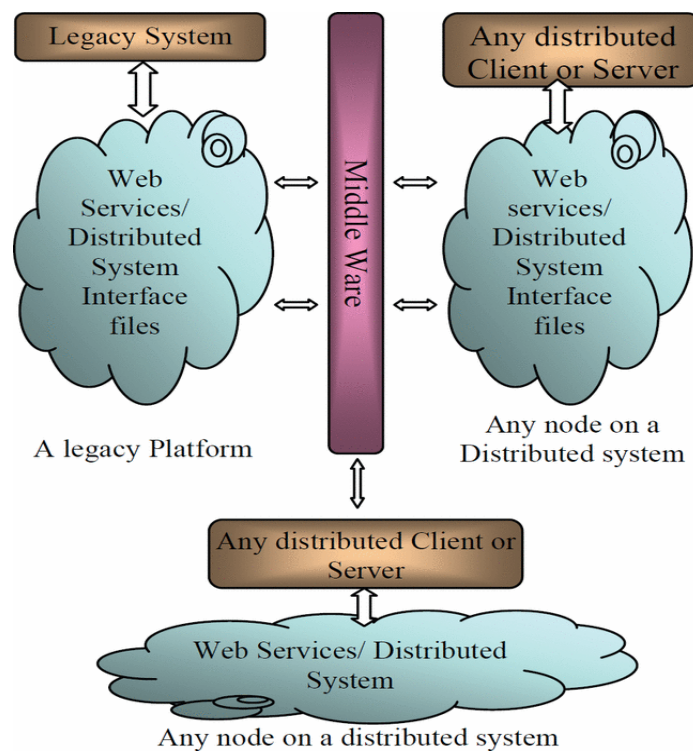 Legacy System
Any distributed
Client or Server
Web
Services/
Distributed
System
Interface
files
Middle Ware
Web
services/
Distributed
System
Interface
files
A legacy Platform
Any node on a
Distributed system
Any distributed Client or
Server
Web Services/ Distributed
System
Any node on a distributed system